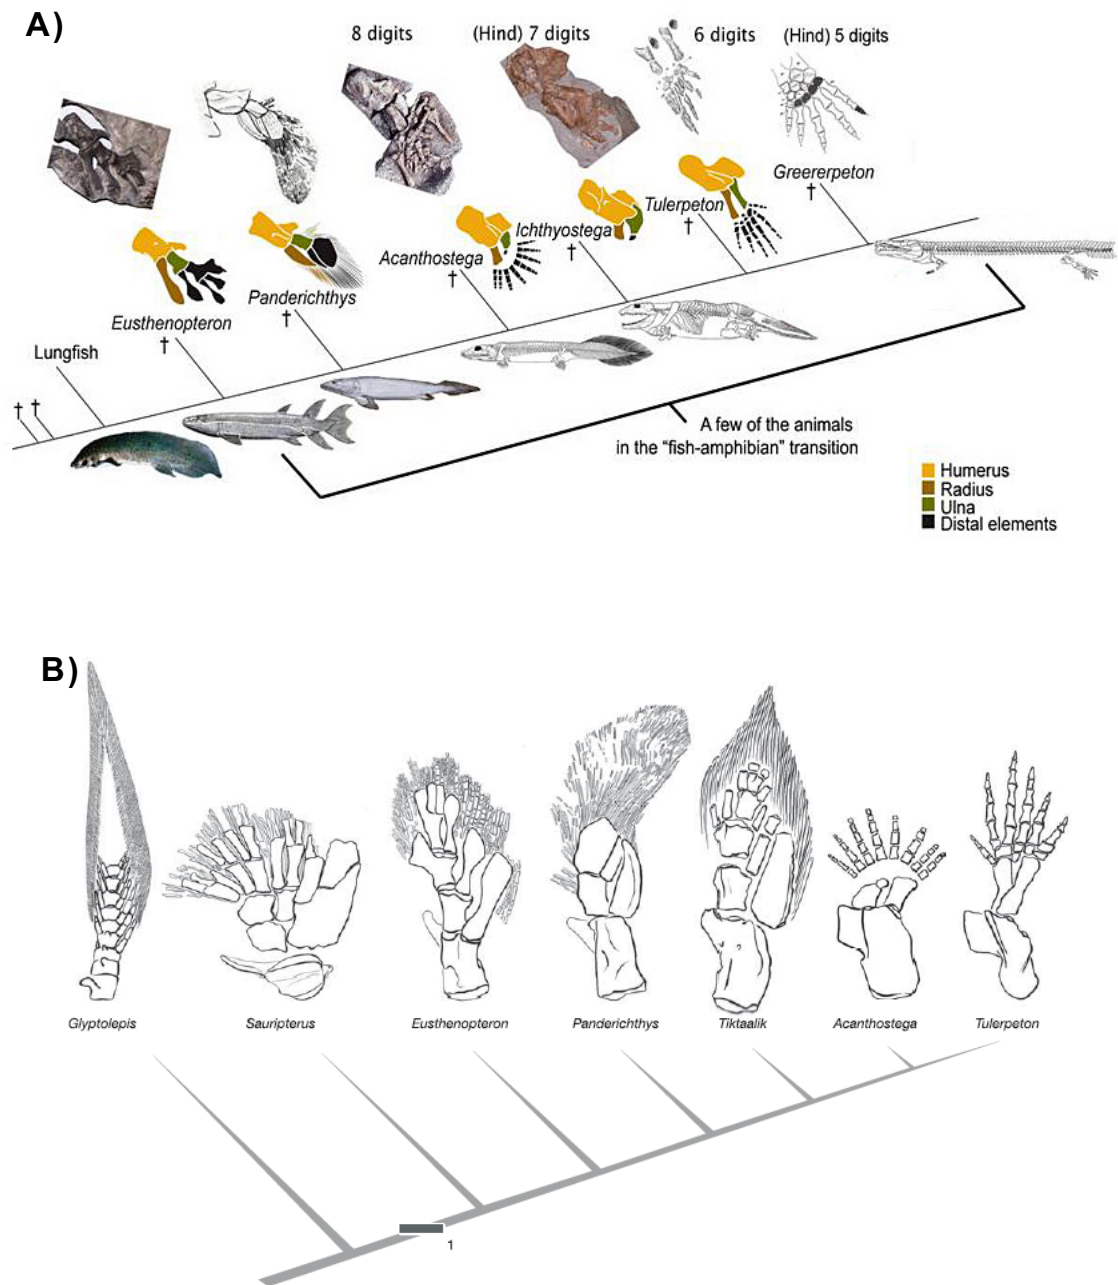 A)
8 digits
(Hind) 7 digits
6 digits
(Hind) 5 digits
Greererpeton
†
Tulerpeton
†
Ichthyostega
†
Acanthostega
†
Panderichthys
†
Eusthenopteron
†
Lungfish
† †
A few of the animals
in the “fish-amphibian” transition
Humerus
Radius
Ulna
Distal elements
B)
Glyptolepis
Sauripterus
Eusthenopteron
Panderichthys
Tiktaalik
Acanthostega
Tulerpeton
1